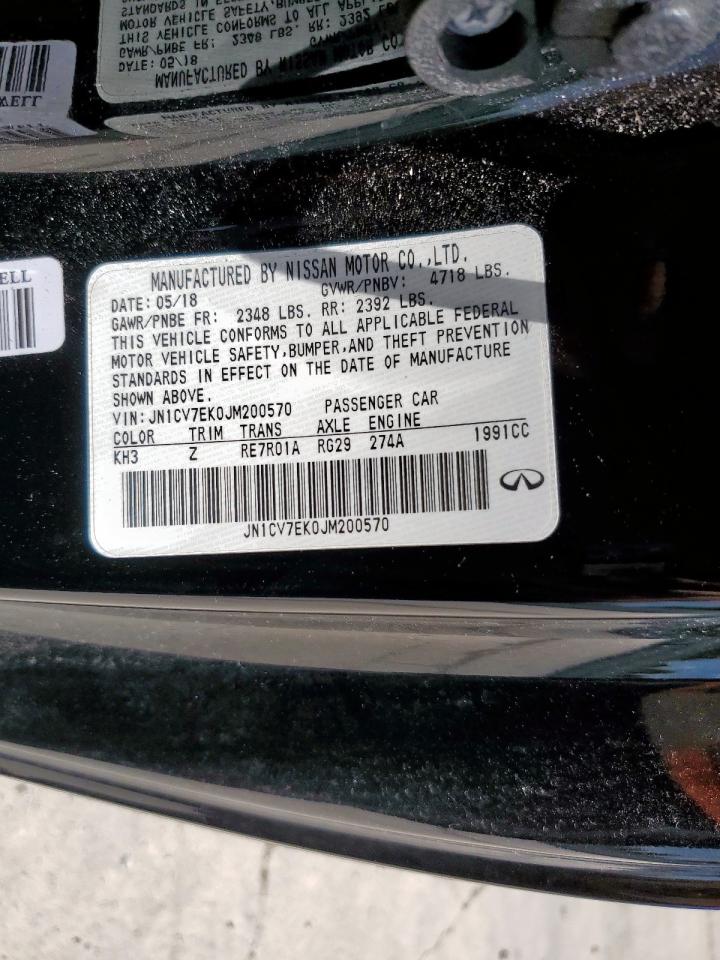 MANUFACTURED BY NISSAN MOTOR CO.,LTD.
DATE: 05/18 GVWR/PNBV: 4718 LBS.
GAWR/PNBE FR: 2348 LBS. RR: 2392 LBS.
THIS VEHICLE CONFORMS TO ALL APPLICABLE FEDERAL
MOTOR VEHICLE SAFETY,BUMPER,AND THEFT PREVENTION
STANDARDS IN EFFECT ON THE DATE OF MANUFACTURE
SHOWN ABOVE.
VIN:JN1CV7EK0JM200570 PASSENGER CAR
COLOR TRIM TRANS AXLE ENGINE
KH3 Z RE7R01A RG29 274A 1991CC
JN1CV7EK0JM200570